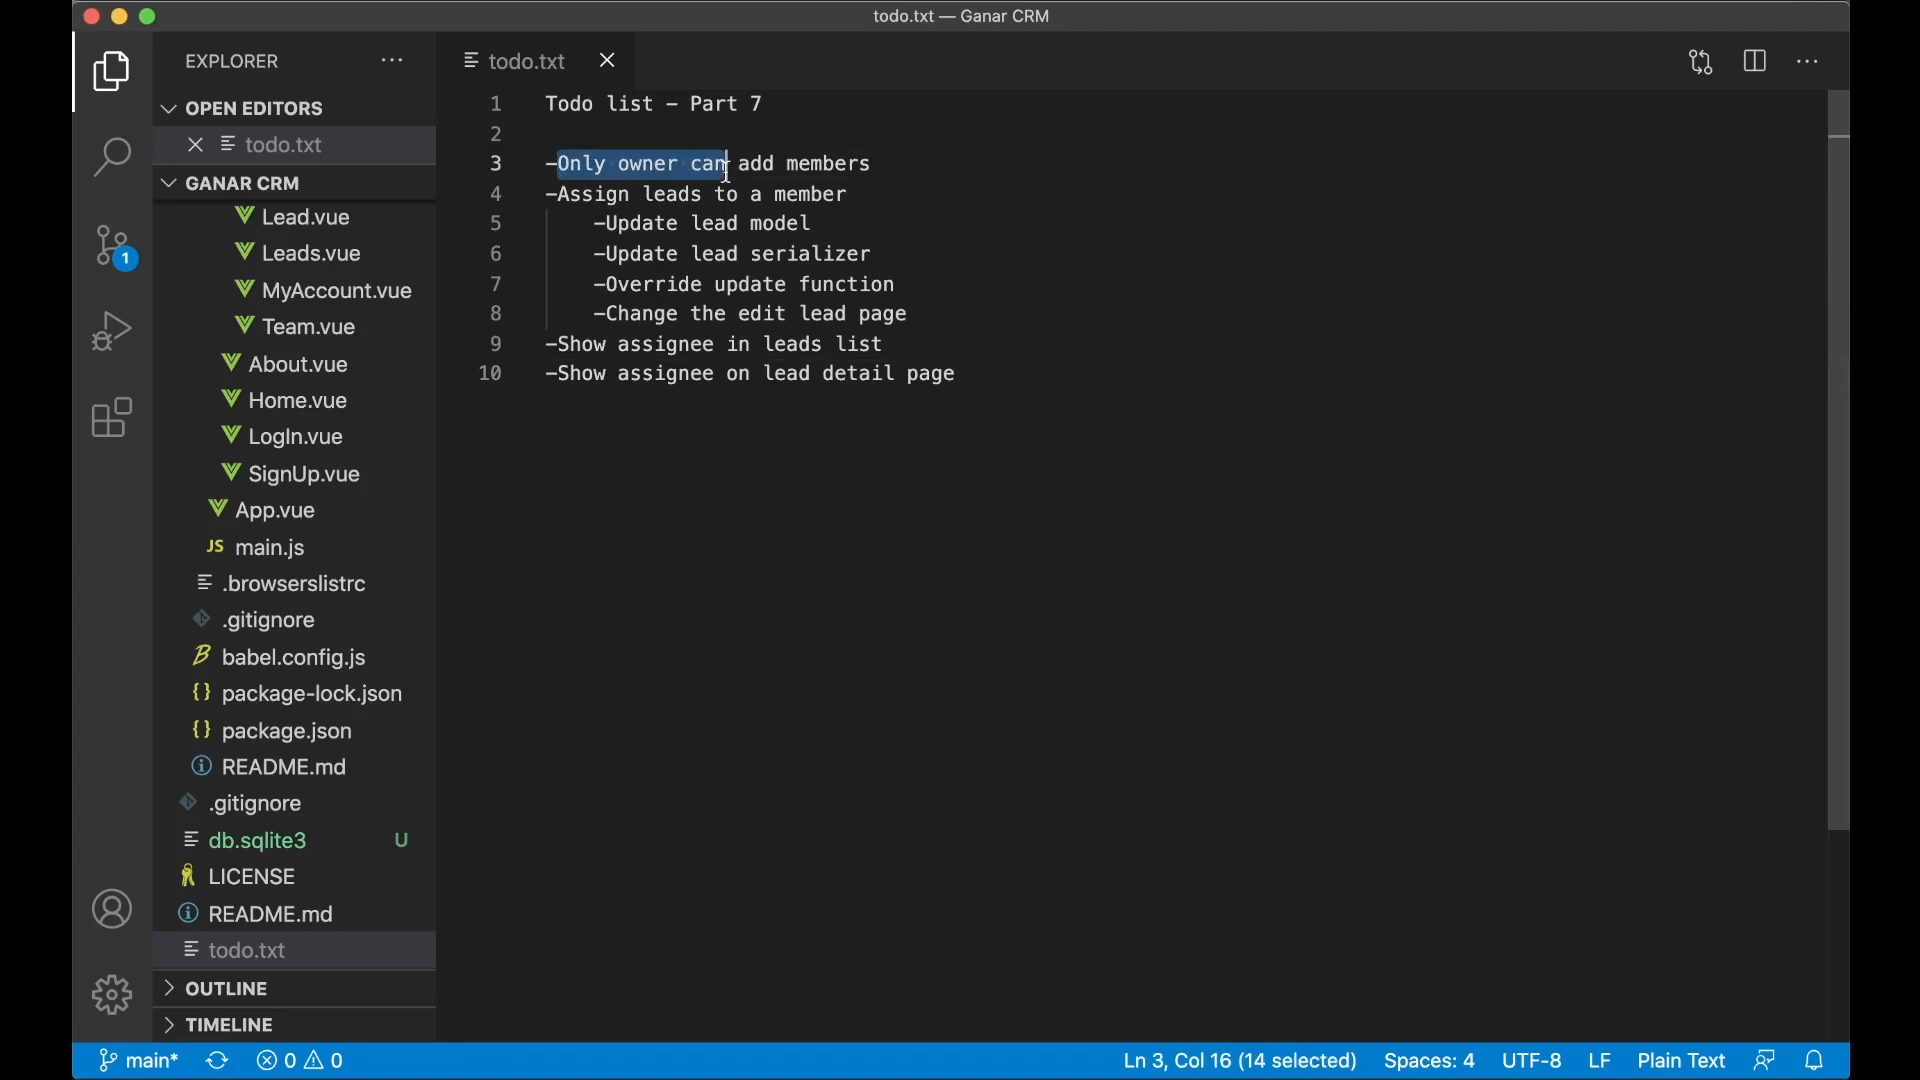 todo.txt — Ganar CRM
EXPLORER
todo.txt
OPEN EDITORS
todo.txt
GANAR CRM
Lead.vue
Leads.vue
MyAccount.vue
Team.vue
About.vue
Home.vue
LogIn.vue
SignUp.vue
App.vue
JS main.js
.browserslistrc
.gitignore
babel.config.js
{} package-lock.json
{} package.json
README.md
.gitignore
db.sqlite3 U
LICENSE
README.md
todo.txt
OUTLINE
TIMELINE
1
1 Todo list – Part 7
2
3 –Only owner can add members
4 –Assign leads to a member
5 –Update lead model
6 –Update lead serializer
7 –Override update function
8 –Change the edit lead page
9 –Show assignee in leads list
10 –Show assignee on lead detail page
main* 0 0 Ln 3, Col 16 (14 selected) Spaces: 4 UTF-8 LF Plain Text